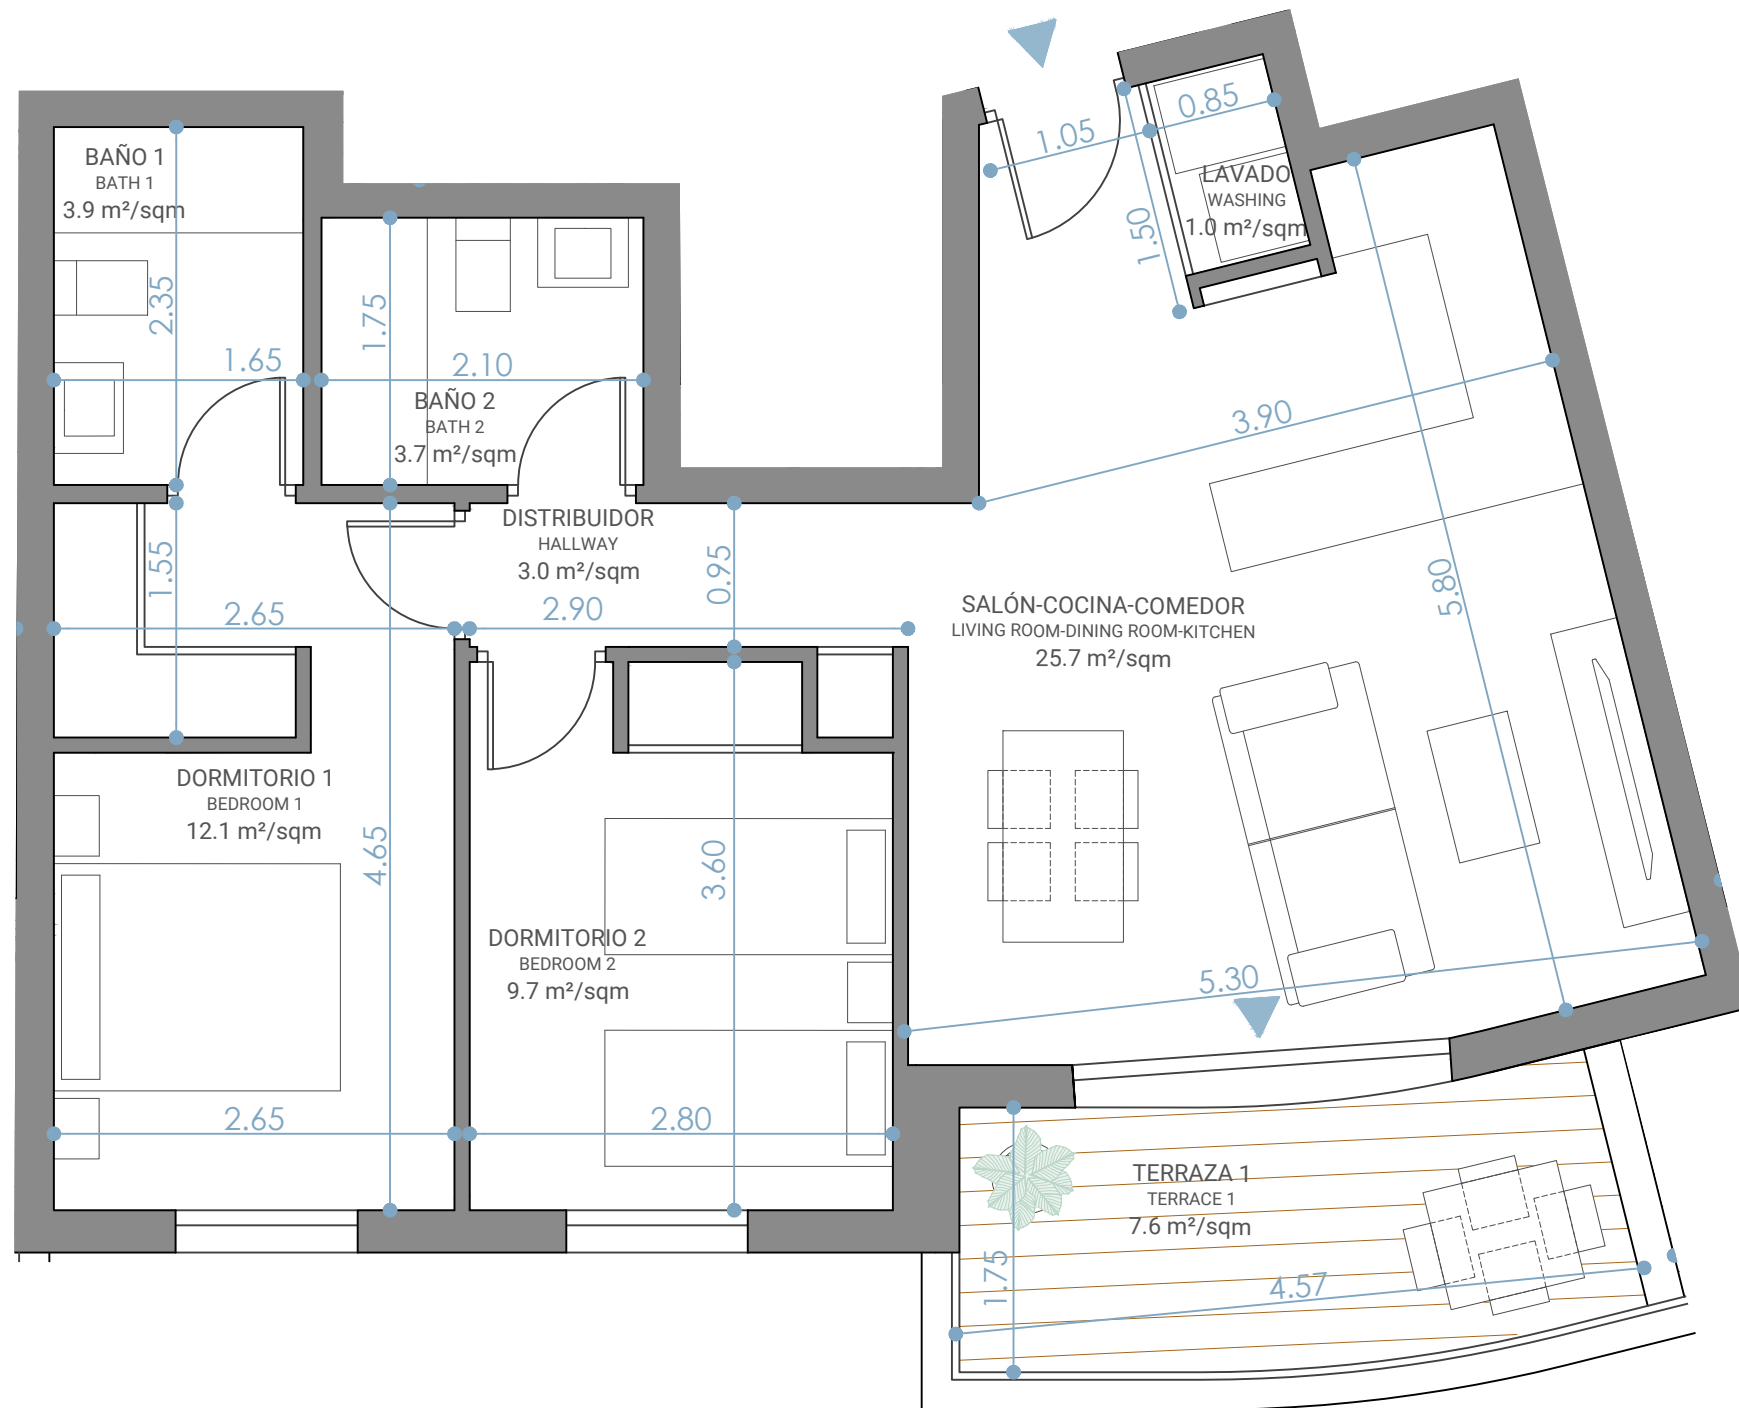 BAÑO 1
BATH 1
3.9 m²/sqm
2.35
1.65
1.75
2.10
BAÑO 2
BATH 2
3.7 m²/sqm
1.05
0.85
LAVADO
WASHING
1.0 m²/sqm
1.50
3.90
DISTRIBUIDOR
HALLWAY
3.0 m²/sqm
1.55
2.65
2.90
0.95
SALÓN-COCINA-COMEDOR
LIVING ROOM-DINING ROOM-KITCHEN
25.7 m²/sqm
5.80
DORMITORIO 1
BEDROOM 1
12.1 m²/sqm
4.65
3.60
DORMITORIO 2
BEDROOM 2
9.7 m²/sqm
5.30
2.65
2.80
TERRAZA 1
TERRACE 1
7.6 m²/sqm
1.75
4.57